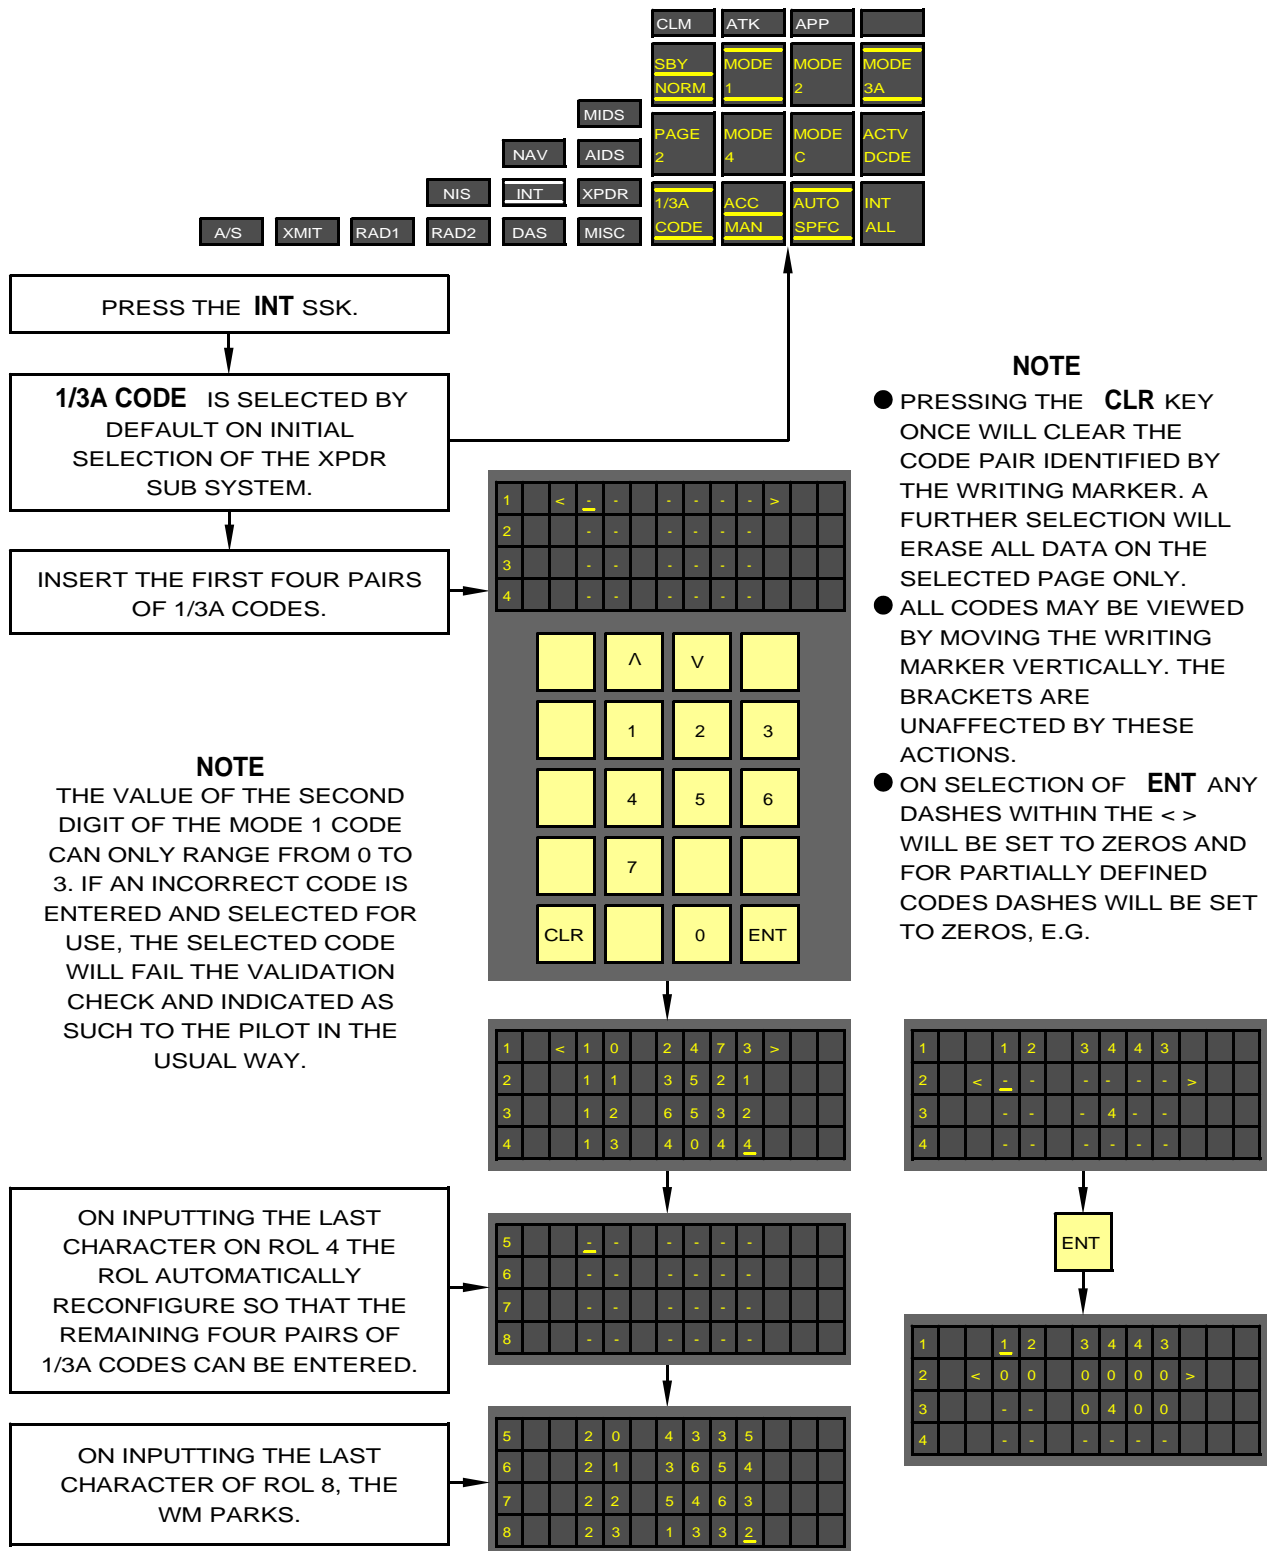 CLM ATK APP
SBY MODE MODE MODE
NORM 1 2 3A
MIDS
PAGE MODE MODE ACTV
2 4 C DCDE
NAV AIDS
NIS INT XPDR
1/3A ACC AUTO INT
CODE MAN SPFC ALL
A/S XMIT RAD1 RAD2 DAS MISC
PRESS THE INT SSK.
1/3A CODE IS SELECTED BY
DEFAULT ON INITIAL
SELECTION OF THE XPDR
SUB SYSTEM.
INSERT THE FIRST FOUR PAIRS
OF 1/3A CODES.
NOTE
THE VALUE OF THE SECOND
DIGIT OF THE MODE 1 CODE
CAN ONLY RANGE FROM 0 TO
3. IF AN INCORRECT CODE IS
ENTERED AND SELECTED FOR
USE, THE SELECTED CODE
WILL FAIL THE VALIDATION
CHECK AND INDICATED AS
SUCH TO THE PILOT IN THE
USUAL WAY.
ON INPUTTING THE LAST
CHARACTER ON ROL 4 THE
ROL AUTOMATICALLY
RECONFIGURE SO THAT THE
REMAINING FOUR PAIRS OF
1/3A CODES CAN BE ENTERED.
ON INPUTTING THE LAST
CHARACTER OF ROL 8, THE
WM PARKS.
1 < - - - - - - >
2 - - - - - -
3 - - - - - -
4 - - - - - -
Λ V
1 2 3
4 5 6
7
CLR 0 ENT
1 < 1 0 2 4 7 3 >
2 1 1 3 5 2 1
3 1 2 6 5 3 2
4 1 3 4 0 4 4
5 - - - - - -
6 - - - - - -
7 - - - - - -
8 - - - - - -
5 2 0 4 3 3 5
6 2 1 3 6 5 4
7 2 2 5 4 6 3
8 2 3 1 3 3 2
NOTE
● PRESSING THE CLR KEY
ONCE WILL CLEAR THE
CODE PAIR IDENTIFIED BY
THE WRITING MARKER. A
FURTHER SELECTION WILL
ERASE ALL DATA ON THE
SELECTED PAGE ONLY.
● ALL CODES MAY BE VIEWED
BY MOVING THE WRITING
MARKER VERTICALLY. THE
BRACKETS ARE
UNAFFECTED BY THESE
ACTIONS.
● ON SELECTION OF ENT ANY
DASHES WITHIN THE < >
WILL BE SET TO ZEROS AND
FOR PARTIALLY DEFINED
CODES DASHES WILL BE SET
TO ZEROS, E.G.
1 1 2 3 4 4 3
2 < - - - - - - >
3 - - - 4 - -
4 - - - - - -
ENT
1 1 2 3 4 4 3
2 < 0 0 0 0 0 0 >
3 - - 0 4 0 0
4 - - - - - -